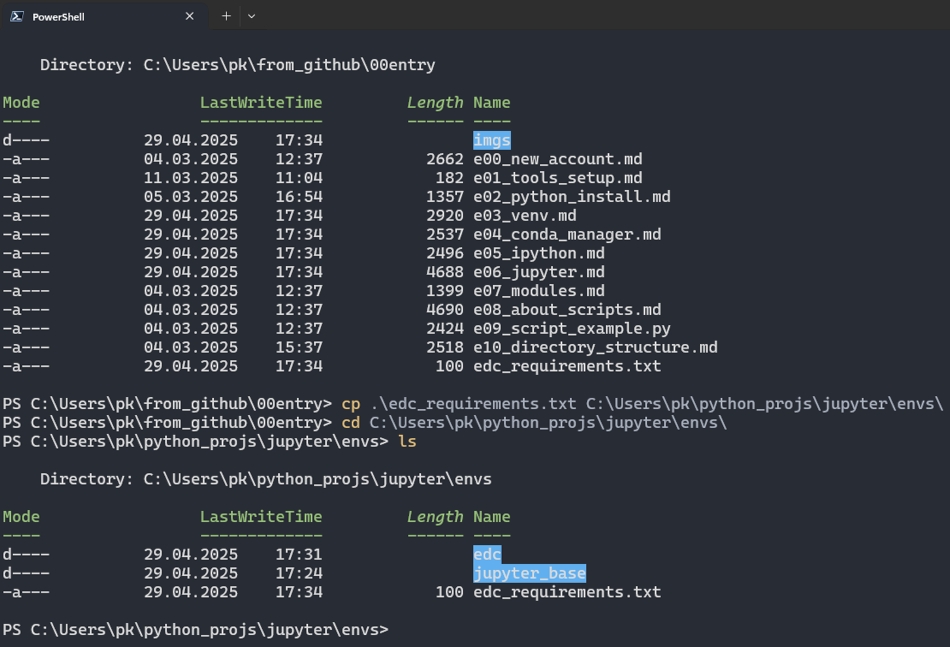 PowerShell
Directory: C:\Users\pk\from_github\00entry
Mode LastWriteTime Length Name
---- ------------- ------ ----
d---- 29.04.2025 17:34 imgs
-a--- 04.03.2025 12:37 2662 e00_new_account.md
-a--- 11.03.2025 11:04 182 e01_tools_setup.md
-a--- 05.03.2025 16:54 1357 e02_python_install.md
-a--- 29.04.2025 17:34 2920 e03_venv.md
-a--- 29.04.2025 17:34 2537 e04_conda_manager.md
-a--- 29.04.2025 17:34 2496 e05_ipython.md
-a--- 29.04.2025 17:34 4688 e06_jupyter.md
-a--- 04.03.2025 12:37 1399 e07_modules.md
-a--- 04.03.2025 12:37 4690 e08_about_scripts.md
-a--- 04.03.2025 12:37 2424 e09_script_example.py
-a--- 04.03.2025 15:37 2518 e10_directory_structure.md
-a--- 29.04.2025 17:34 100 edc_requirements.txt
PS C:\Users\pk\from_github\00entry> cp .\edc_requirements.txt C:\Users\pk\python_projs\jupyter\envs\
PS C:\Users\pk\from_github\00entry> cd C:\Users\pk\python_projs\jupyter\envs\
PS C:\Users\pk\python_projs\jupyter\envs> ls
Directory: C:\Users\pk\python_projs\jupyter\envs
Mode LastWriteTime Length Name
---- ------------- ------ ----
d---- 29.04.2025 17:31 edc
d---- 29.04.2025 17:24 jupyter_base
-a--- 29.04.2025 17:34 100 edc_requirements.txt
PS C:\Users\pk\python_projs\jupyter\envs>